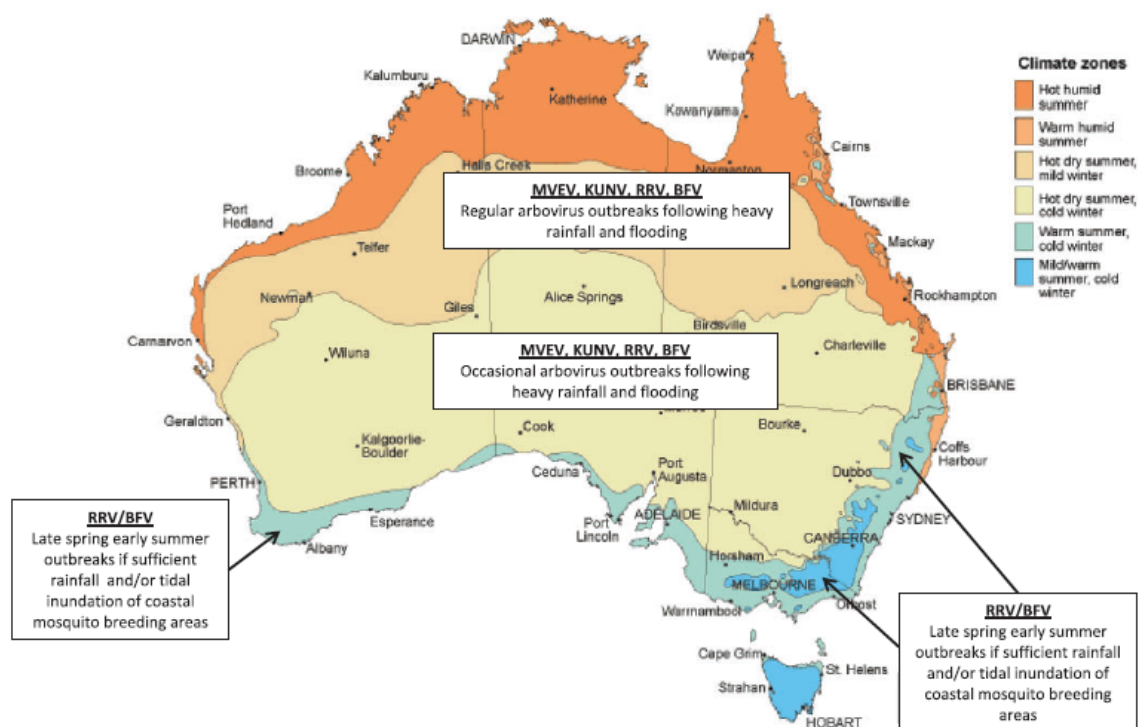 DARWIN
Weipa
Kalumburu
Katherine
Kowanyama
Cairns
Broome
Halls Creek
Normanton
Townsville
Port
Hedland
Mackay
Telfer
Longreach
Newman
Alice Springs
Rockhampton
Giles
Birdsville
Carnarvon
Wiluna
Charleville
BRISBANE
Geraldton
Cook
Bourke
Kalgoorlie-
Boulder
Coffs
Harbour
Ceduna
Port
Augusta
Dubbo
PERTH
Mildura
Esperance
ADELAIDE
SYDNEY
Port
Lincoln
Albany
CANBERRA
Horsham
MELBOURNE
Warrnambool
Orbost
Cape Grim
St. Helens
Strahan
HOBART
Climate zones
Hot humid
summer
Warm humid
summer
Hot dry summer,
mild winter
Hot dry summer,
cold winter
Warm summer,
cold winter
Mild/warm
summer, cold
winter
MVEV, KUNV, RRV, BFV
Regular arbovirus outbreaks following heavy
rainfall and flooding
MVEV, KUNV, RRV, BFV
Occasional arbovirus outbreaks following
heavy rainfall and flooding
RRV/BFV
Late spring early summer
outbreaks if sufficient
rainfall and/or tidal
inundation of coastal
mosquito breeding areas
RRV/BFV
Late spring early summer
outbreaks if sufficient rainfall
and/or tidal inundation of
coastal mosquito breeding
areas